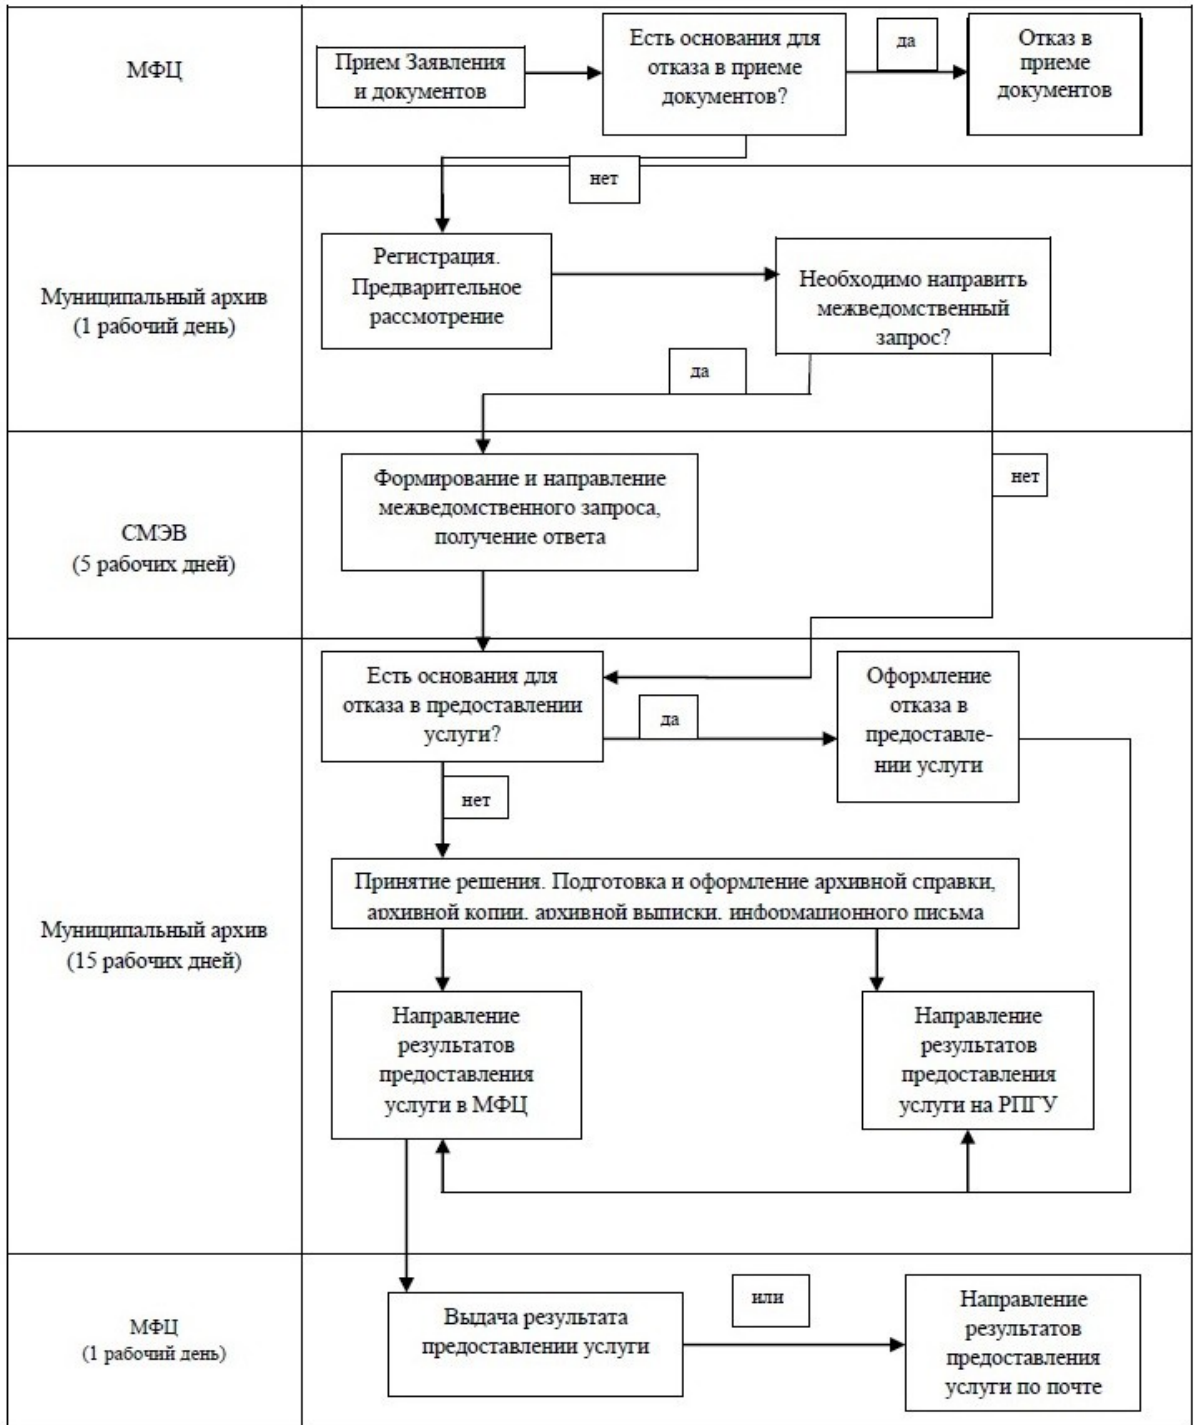 МФЦ
Прием Заявления
и документов
Есть основания для
отказа в приеме
документов?
да
Отказ в
приеме
документов
нет
Муниципальный архив
(1 рабочий день)
Регистрация.
Предварительное
рассмотрение
Необходимо направить
межведомственный
запрос?
да
нет
СМЭВ
(5 рабочих дней)
Формирование и направление
межведомственного запроса,
получение ответа
Муниципальный архив
(15 рабочих дней)
Есть основания для
отказа в предоставлении
услуги?
да
Оформление
отказа в
предоставле-
нии услуги
нет
Принятие решения. Подготовка и оформление архивной справки,
архивной копии, архивной выписки, информационного письма
Направление
результатов
предоставления
услуги в МФЦ
Направление
результатов
предоставления
услуги на РПГУ
МФЦ
(1 рабочий день)
Выдача результата
предоставлении услуги
или
Направление
результатов
предоставления
услуги по почте